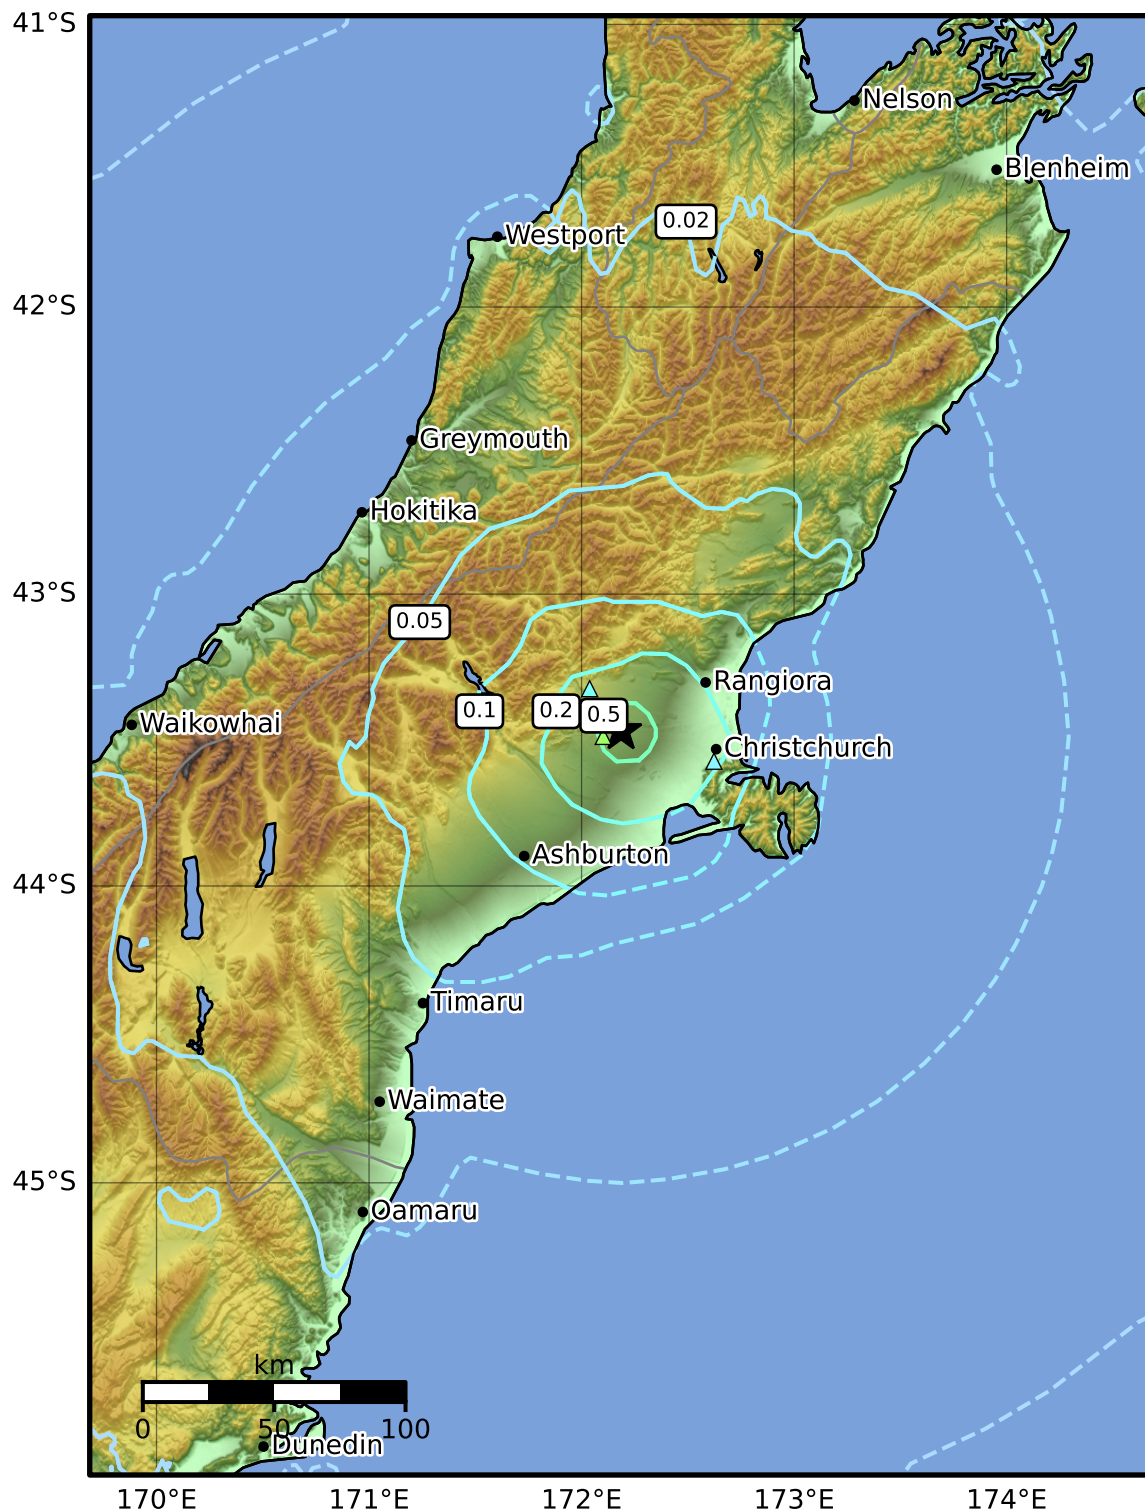 41°S
Nelson
Blenheim
0.02
Westport
42°S
Greymouth
Hokitika
43°S
0.05
Rangiora
0.1
0.2
0.5
Waikowhai
Christchurch
Ashburton
44°S
Timaru
Waimate
45°S
Oamaru
km
0 50 100
Dunedin
170°E 171°E 172°E 173°E 174°E